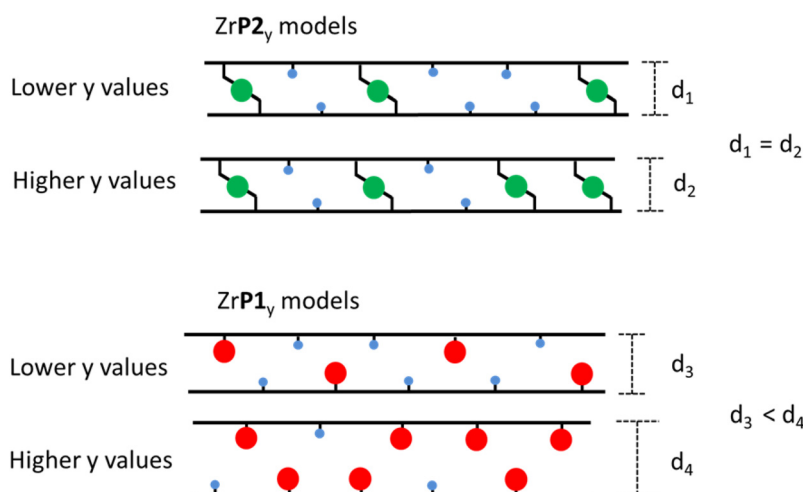 ZrP2y models
Lower y values
d1
d1 = d2
Higher y values
d2
ZrP1y models
Lower y values
d3
d3 < d4
Higher y values
d4